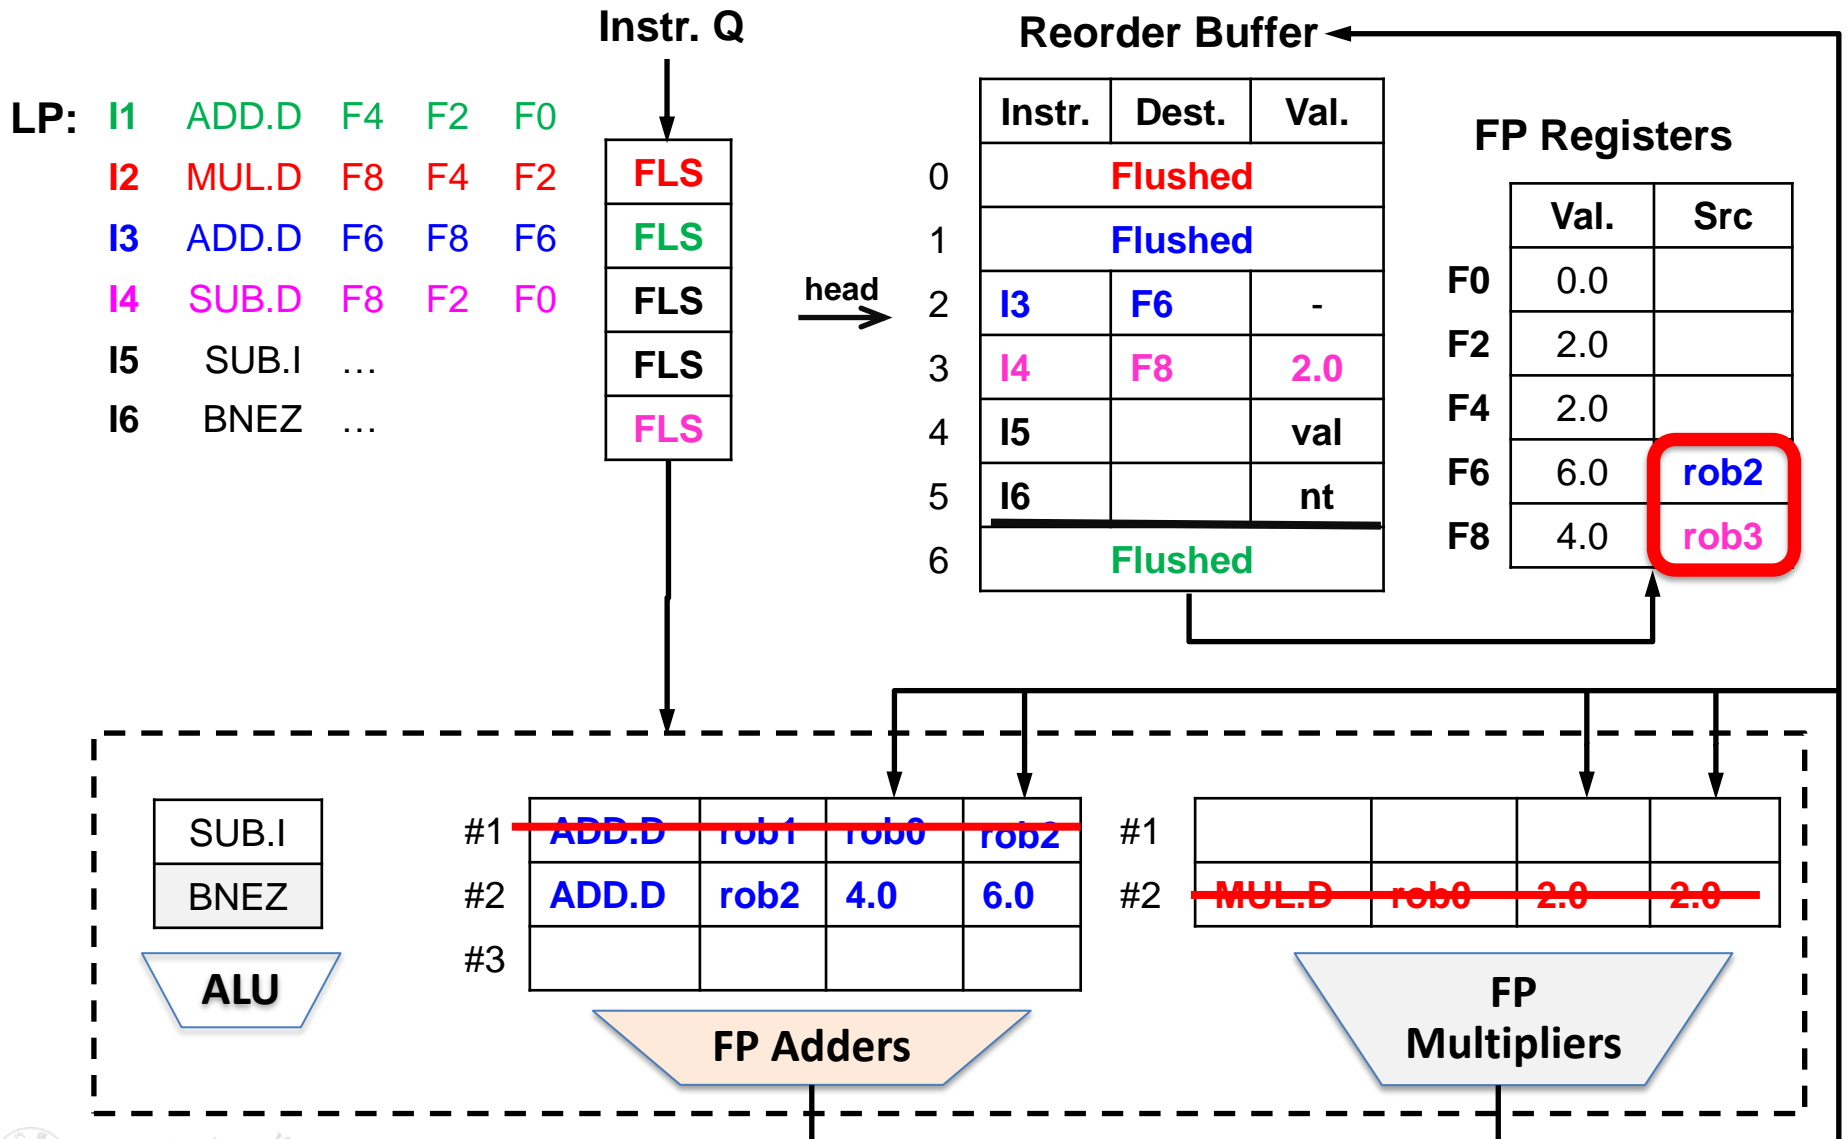 Instr. Q
Reorder Buffer
LP: I1 ADD.D F4 F2 F0
I2 MUL.D F8 F4 F2
I3 ADD.D F6 F8 F6
I4 SUB.D F8 F2 F0
I5 SUB.I …
I6 BNEZ …
FLS
FLS
FLS
FLS
FLS
head
Instr. Dest. Val.
0 Flushed
1 Flushed
2 I3 F6 -
3 I4 F8 2.0
4 I5 val
5 I6 nt
6 Flushed
FP Registers
Val. Src
F0 0.0
F2 2.0
F4 2.0
F6 6.0 rob2
F8 4.0 rob3
SUB.I
BNEZ
ALU
#1 ADD.D rob1 rob0 rob2
#2 ADD.D rob2 4.0 6.0
#3
FP Adders
#1
#2 MUL.D rob0 2.0 2.0
FP
Multipliers